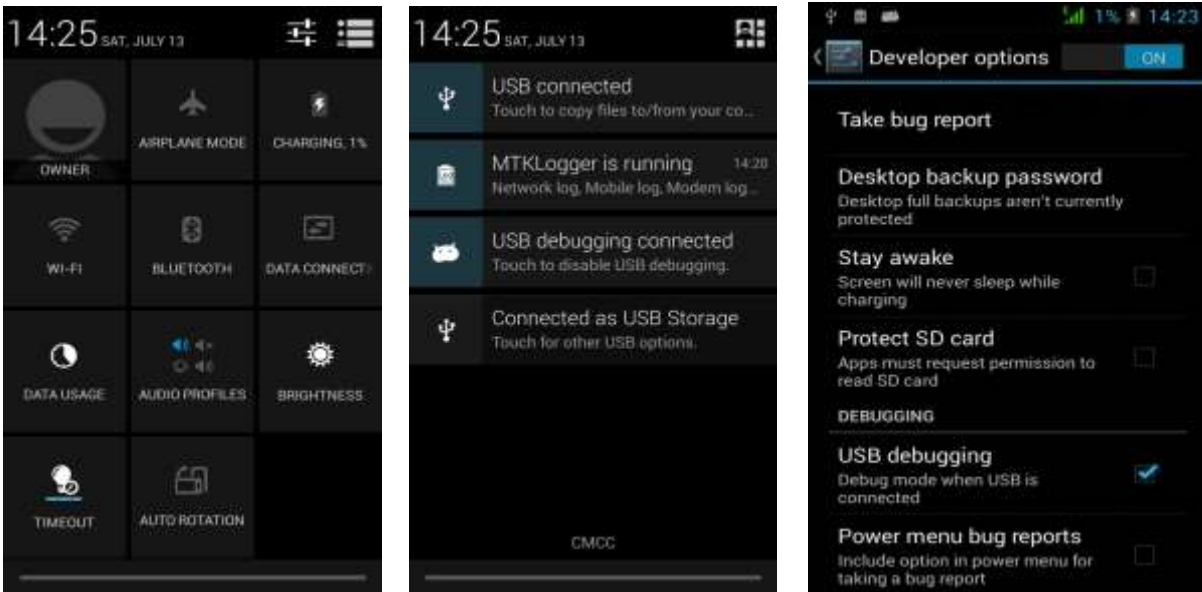 14:25 SAT, JULY 13
OWNER
AIRPLANE MODE
CHARGING, 1%
WI-FI
BLUETOOTH
DATA CONNECT
DATA USAGE
AUDIO PROFILES
BRIGHTNESS
TIMEOUT
AUTO ROTATION
14:25 SAT, JULY 13
USB connected
Touch to copy files to/from your co...
MTKLogger is running 14:20
Network log, Mobile log, Modem log...
USB debugging connected
Touch to disable USB debugging.
Connected as USB Storage
Touch for other USB options.
CMCC
1% 14:23
Developer options ON
Take bug report
Desktop backup password
Desktop full backups aren't currently
protected
Stay awake
Screen will never sleep while
charging
Protect SD card
Apps must request permission to
read SD card
DEBUGGING
USB debugging
Debug mode when USB is
connected
Power menu bug reports
Include option in power menu for
taking a bug report